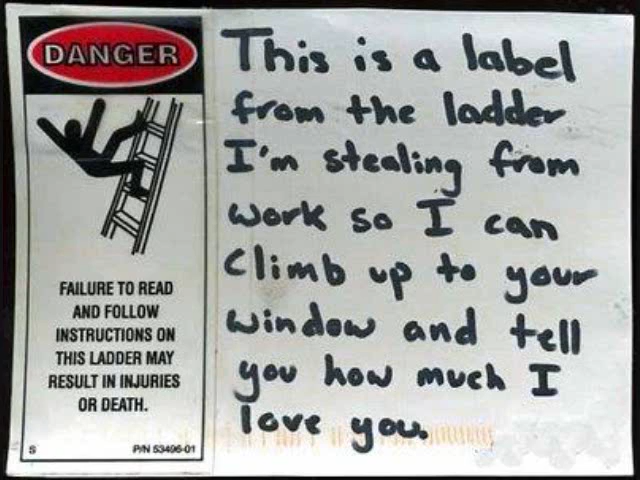 DANGER
FAILURE TO READ
AND FOLLOW
INSTRUCTIONS ON
THIS LADDER MAY
RESULT IN INJURIES
OR DEATH.
S P/N 53496-01
This is a label
from the ladder
I'm stealing from
work so I can
climb up to your
window and tell
you how much I
love you.